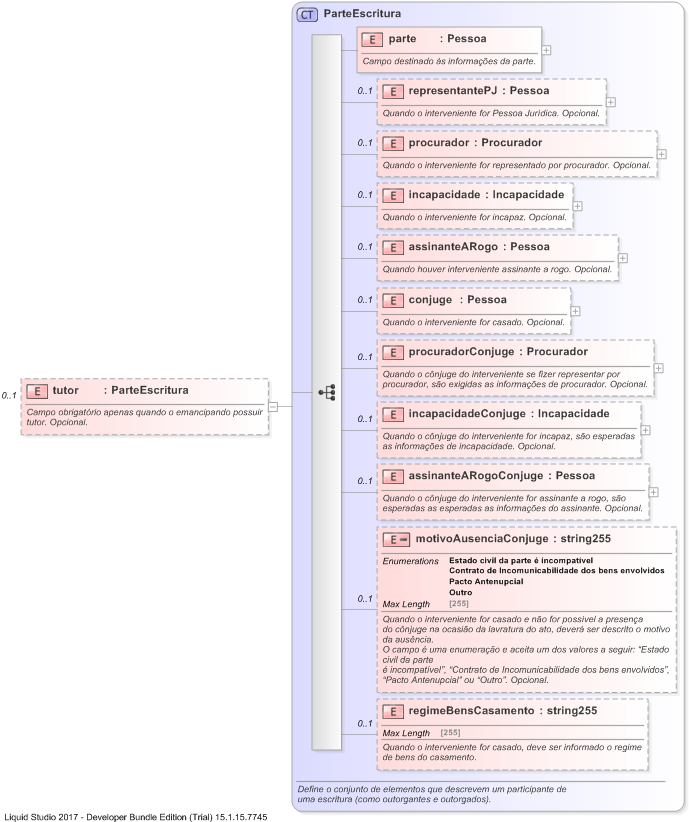 CT ParteEscritura
E parte : Pessoa
Campo destinado às informações da parte.
0..1
E representantePJ : Pessoa
Quando o interveniente for Pessoa Jurídica. Opcional.
0..1
E procurador : Procurador
Quando o interveniente for representado por procurador. Opcional.
0..1
E incapacidade : Incapacidade
Quando o interveniente for incapaz. Opcional.
0..1
E assinanteARogo : Pessoa
Quando houver interveniente assinante a rogo. Opcional.
0..1
E conjuge : Pessoa
Quando o interveniente for casado. Opcional.
0..1
E procuradorConjuge : Procurador
Quando o cônjuge do interveniente se fizer representar por
procurador, são exigidas as informações de procurador. Opcional.
0..1
E tutor : ParteEscritura
Campo obrigatório apenas quando o emancipando possuir
tutor. Opcional.
0..1
E incapacidadeConjuge : Incapacidade
Quando o cônjuge do interveniente for incapaz, são esperadas
as informações de incapacidade. Opcional.
0..1
E assinanteARogoConjuge : Pessoa
Quando o cônjuge do interveniente for assinante a rogo, são
esperadas as esperadas as informações do assinante. Opcional.
0..1
E motivoAusenciaConjuge : string255
Enumerations Estado civil da parte é incompatível
Contrato de Incomunicabilidade dos bens envolvidos
Pacto Antenupcial
Outro
Max Length [255]
Quando o interveniente for casado e não for possível a presença
do cônjuge na ocasião da lavratura do ato, deverá ser descrito o motivo
da ausência.
O campo é uma enumeração e aceita um dos valores a seguir: “Estado
civil da parte
é incompatível”, “Contrato de Incomunicabilidade dos bens envolvidos”,
“Pacto Antenupcial” ou “Outro”. Opcional.
0..1
E regimeBensCasamento : string255
Max Length [255]
Quando o interveniente for casado, deve ser informado o regime
de bens do casamento.
Define o conjunto de elementos que descrevem um participante de
uma escritura (como outorgantes e outorgados).
Liquid Studio 2017 - Developer Bundle Edition (Trial) 15.1.15.7745